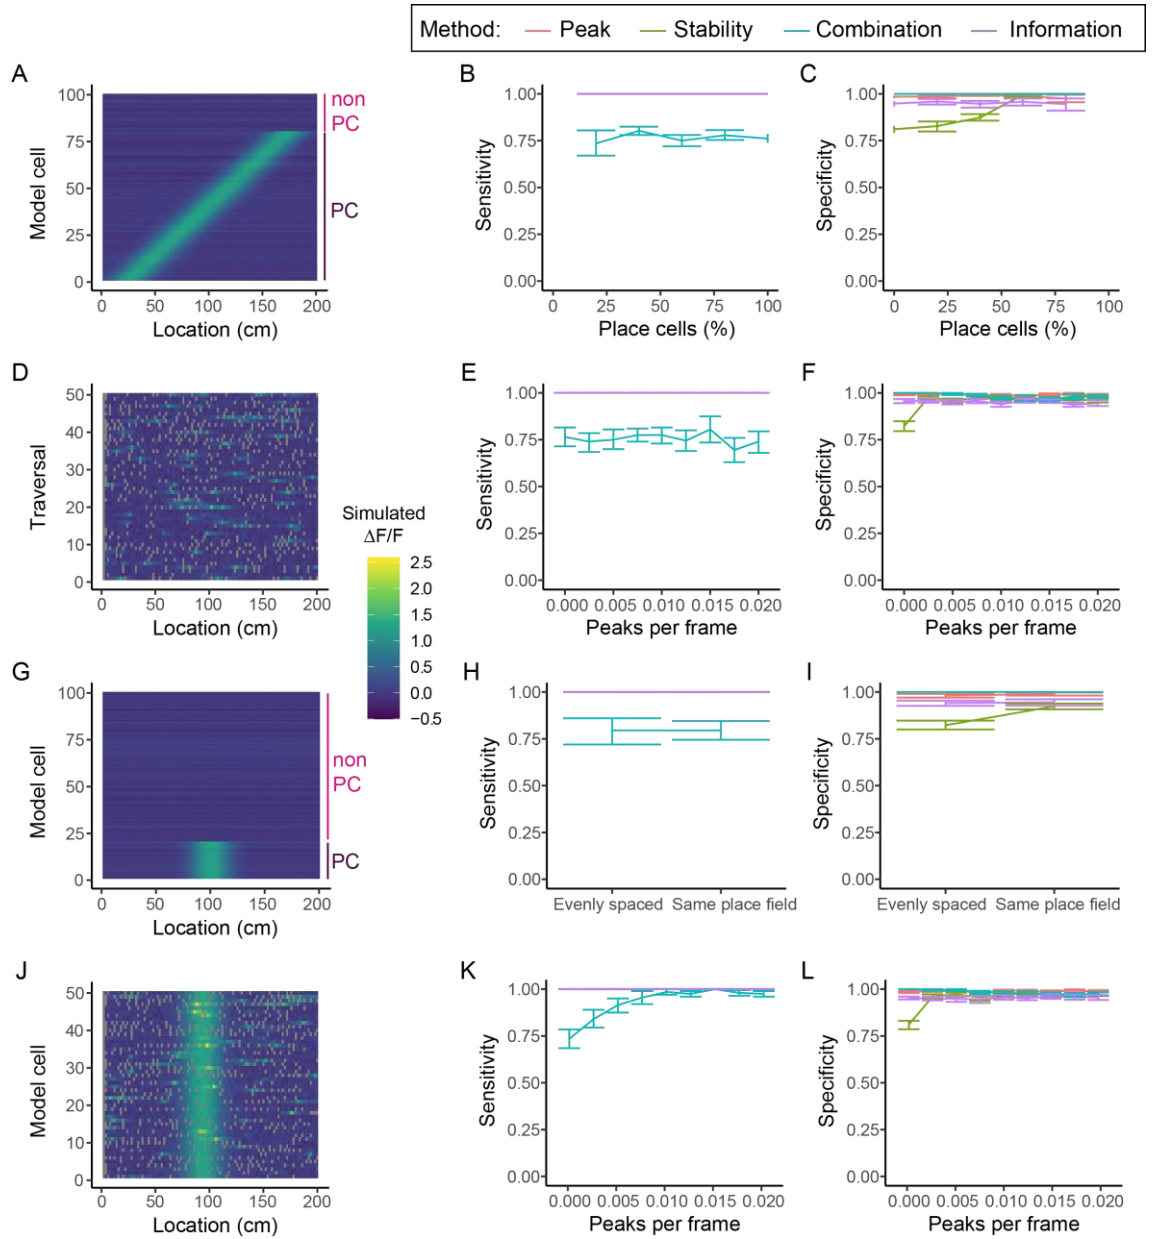 Method: Peak Stability Combination Information
A
100
75
50
25
0
Model cell
0 50 100 150 200
Location (cm)
non
PC
PC
B
1.00
0.75
0.50
0.25
0.00
Sensitivity
0 25 50 75 100
Place cells (%)
C
1.00
0.75
0.50
0.25
0.00
Specificity
0 25 50 75 100
Place cells (%)
D
50
40
30
20
10
0
Traversal
0 50 100 150 200
Location (cm)
Simulated
ΔF/F
2.5
2.0
1.5
1.0
0.5
0.0
−0.5
E
1.00
0.75
0.50
0.25
0.00
Sensitivity
0.000 0.005 0.010 0.015 0.020
Peaks per frame
F
1.00
0.75
0.50
0.25
0.00
Specificity
0.000 0.005 0.010 0.015 0.020
Peaks per frame
G
100
75
50
25
0
Model cell
0 50 100 150 200
Location (cm)
non
PC
PC
H
1.00
0.75
0.50
0.25
0.00
Sensitivity
Evenly spaced Same place field
I
1.00
0.75
0.50
0.25
0.00
Specificity
Evenly spaced Same place field
J
50
40
30
20
10
0
Model cell
0 50 100 150 200
Location (cm)
K
1.00
0.75
0.50
0.25
0.00
Sensitivity
0.000 0.005 0.010 0.015 0.020
Peaks per frame
L
1.00
0.75
0.50
0.25
0.00
Specificity
0.000 0.005 0.010 0.015 0.020
Peaks per frame